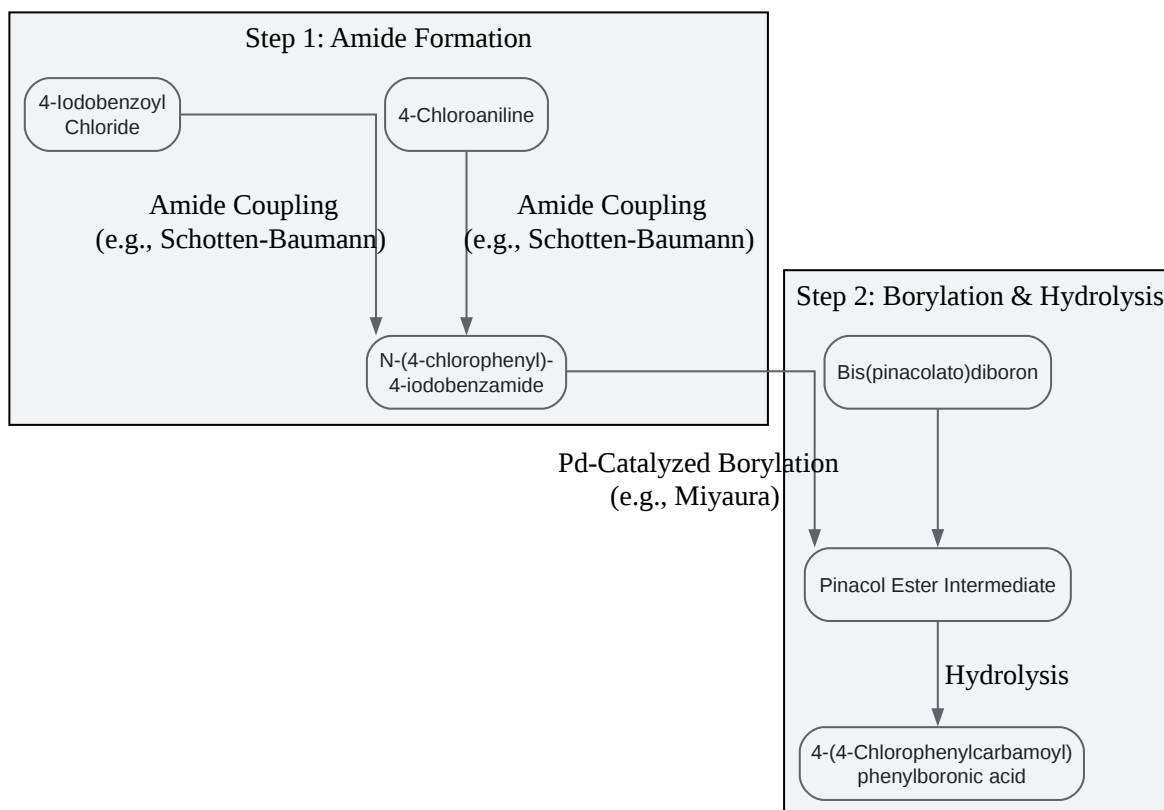 Step 1: Amide Formation
4-Iodobenzoyl
Chloride
4-Chloroaniline
Amide Coupling
(e.g., Schotten-Baumann)
Amide Coupling
(e.g., Schotten-Baumann)
N-(4-chlorophenyl)-
4-iodobenzamide
Step 2: Borylation & Hydrolysis
Bis(pinacolato)diboron
Pd-Catalyzed Borylation
(e.g., Miyaura)
Pinacol Ester Intermediate
Hydrolysis
4-(4-Chlorophenylcarbamoyl)
phenylboronic acid